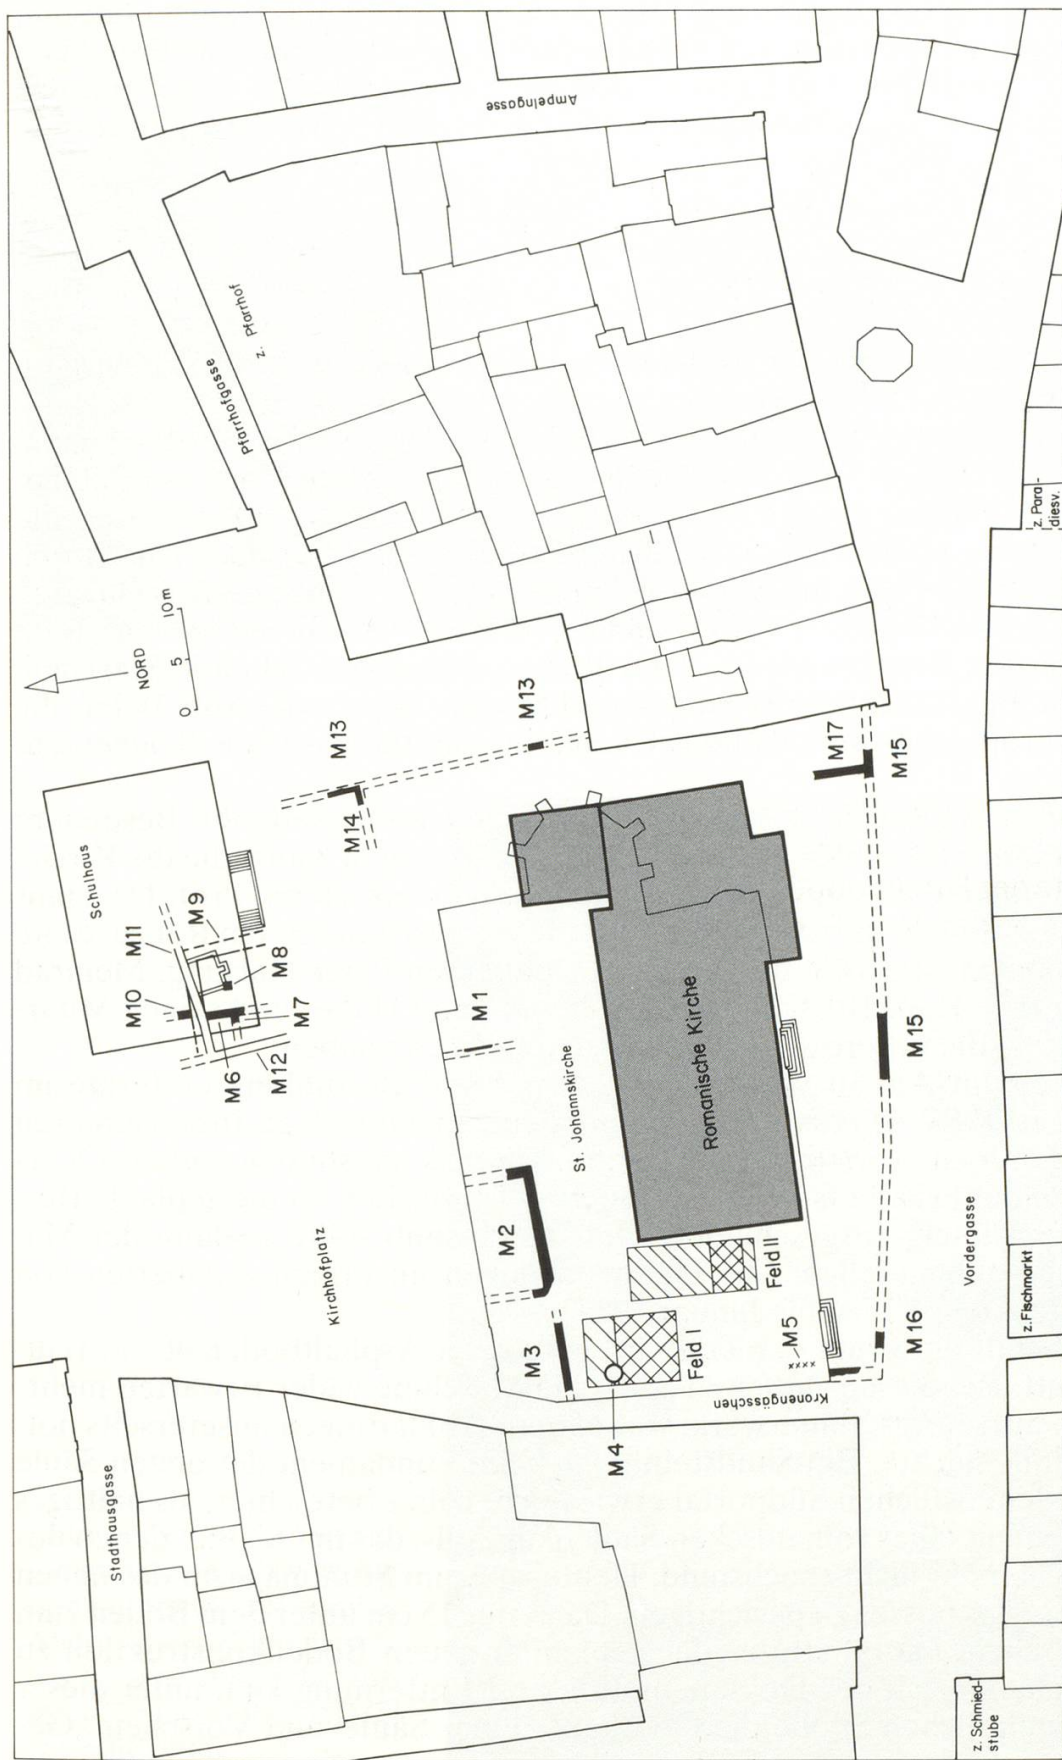 Ampelngasse
z. Pfarrhof
Pfarrhofgasse
z. Para-
diesv.
10 m
5
0
NORD
M13
M13
M14
M17
M15
Schulhaus
M11
M9
M8
M10
M7
M6
M12
M1
St. Johannskirche
Romanische Kirche
M15
M2
Kirchhofplatz
Feld II
Vordergasse
z. Fischmarkt
M3
Feld I
M5
M16
Kronengässchen
M4
Stadthausgasse
z. Schmied-
stube